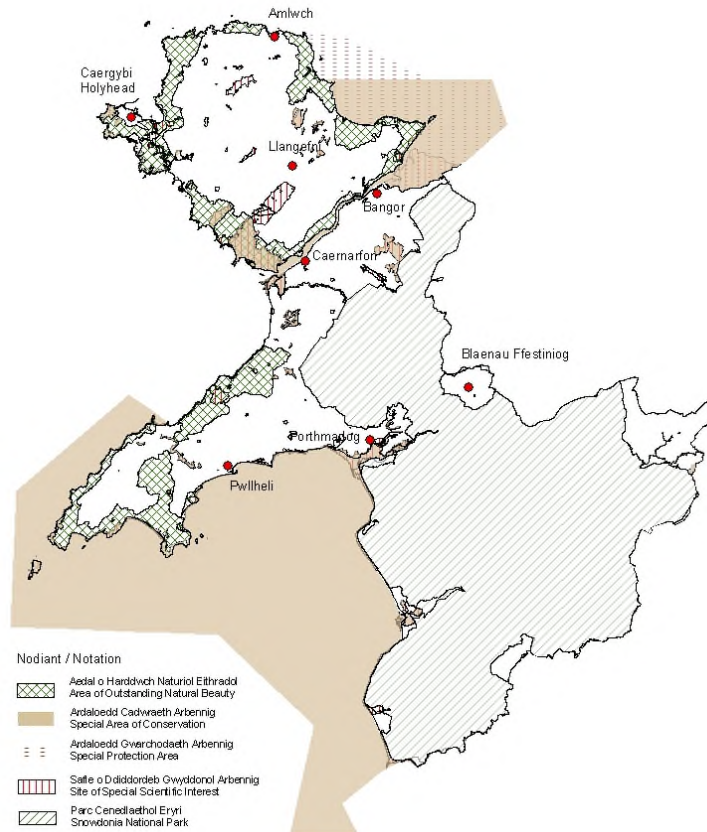 Amlwch
Caergybi
Holyhead
Llangefni
Bangor
Caernarfon
Blaenau Ffestiniog
Porthmadog
Pwllheli
Nodiant / Notation
Aedal o Harddwch Naturiol Eithradol
Area of Outstanding Natural Beauty
Ardaloedd Cadwraeth Arbennig
Special Area of Conservation
Ardaloedd Gwarchodaeth Arbennig
Special Protection Area
Safle o Ddiddordeb Gwyddonol Arbennig
Site of Special Scientific Interest
Parc Cenedlaethol Eryri
Snowdonia National Park